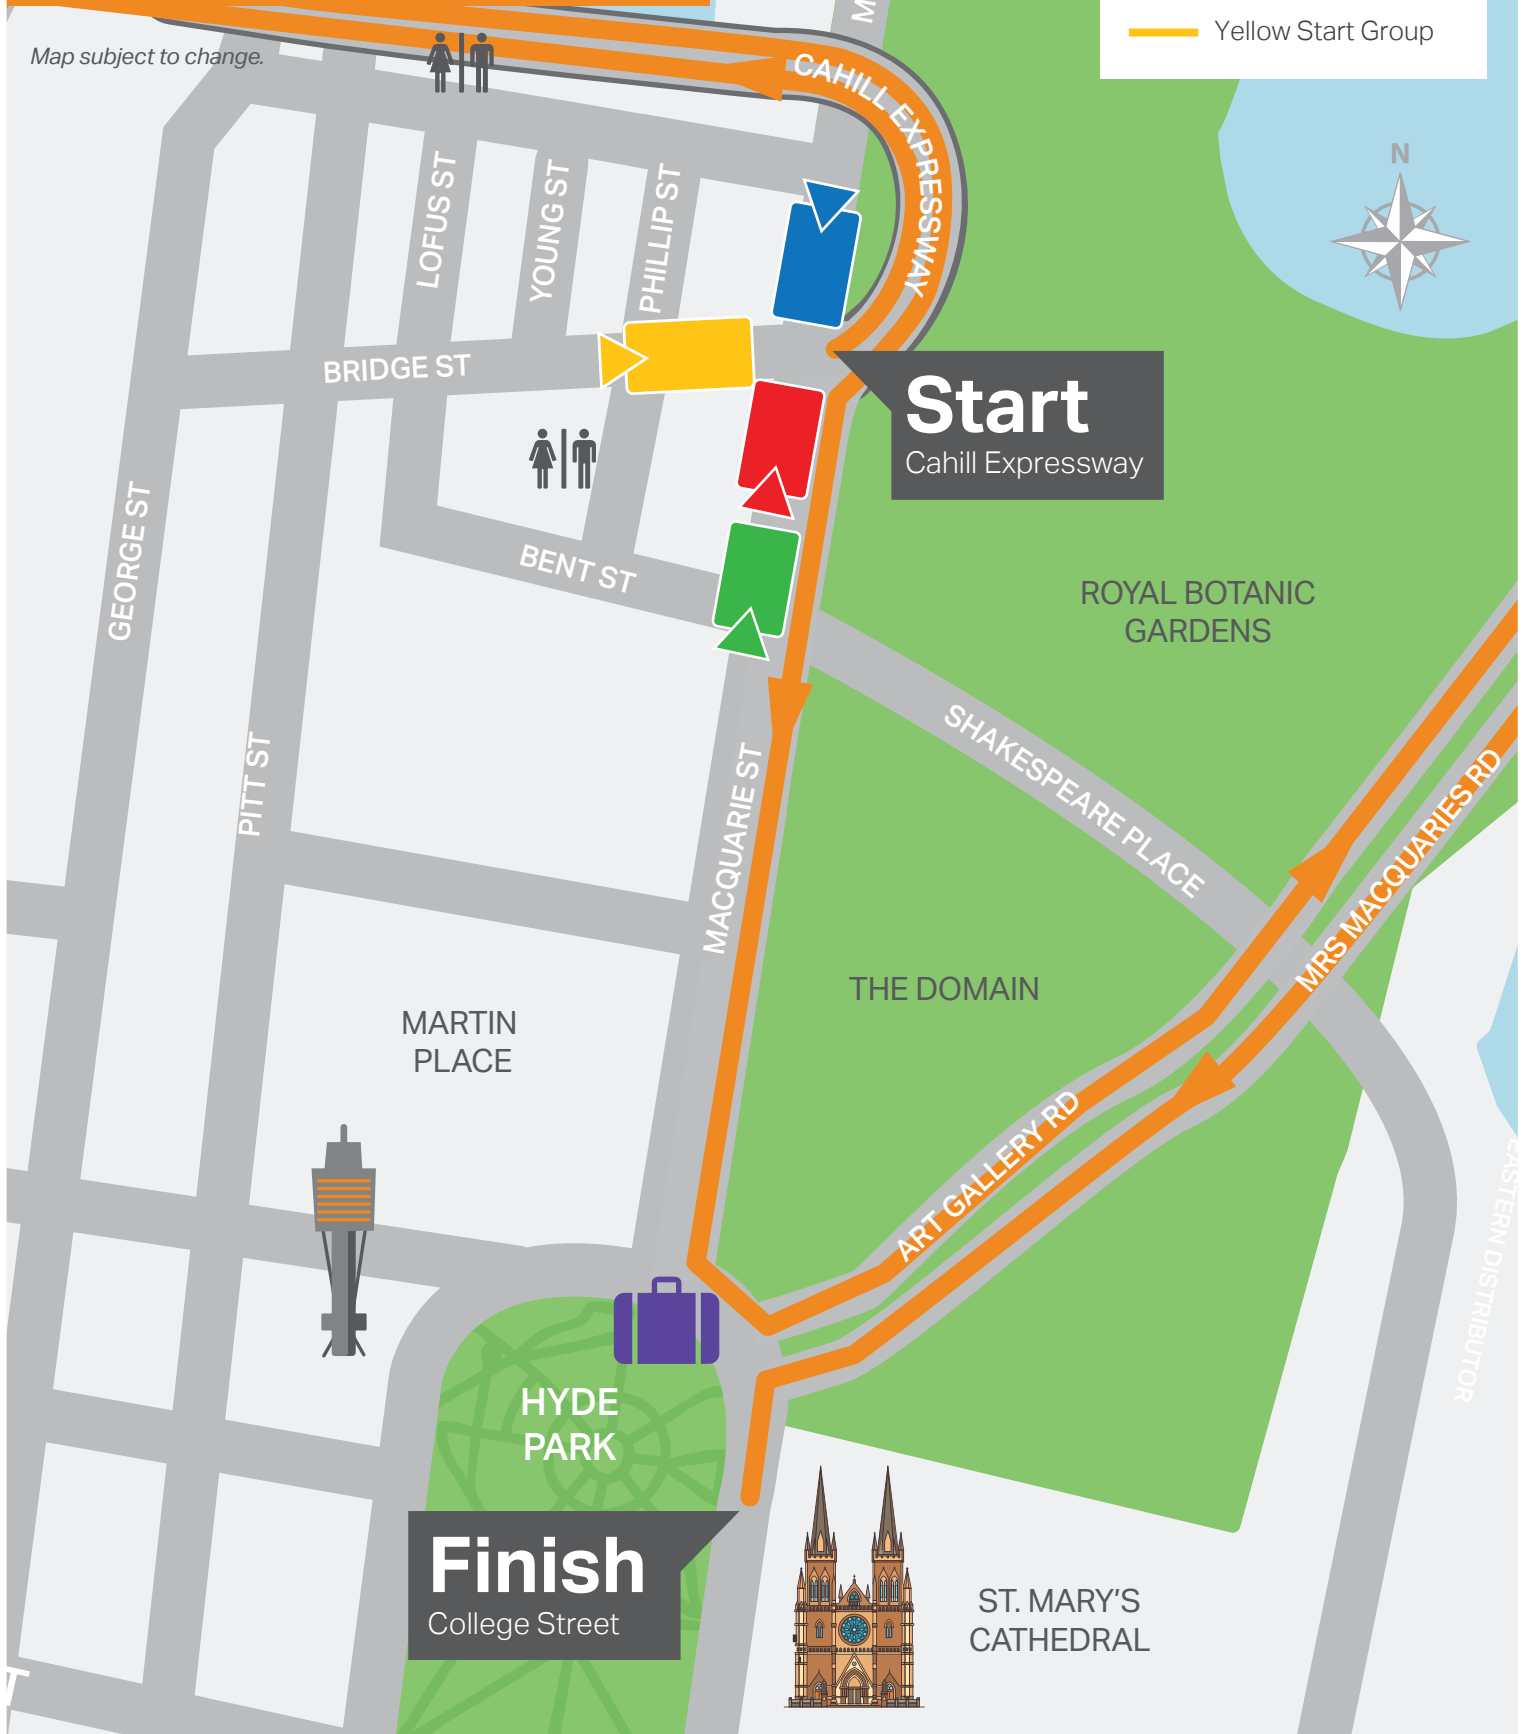 Yellow Start Group
Map subject to change.
CAHILL EXPRESSWAY
N
LOFUS ST
YOUNG ST
PHILLIP ST
BRIDGE ST
Start
Cahill Expressway
GEORGE ST
BENT ST
ROYAL BOTANIC
GARDENS
PITT ST
MACQUARIE ST
SHAKESPEARE PLACE
MRS MACQUARIES RD
THE DOMAIN
MARTIN
PLACE
ART GALLERY RD
EASTERN DISTRIBUTOR
HYDE
PARK
Finish
College Street
ST. MARY'S
CATHEDRAL